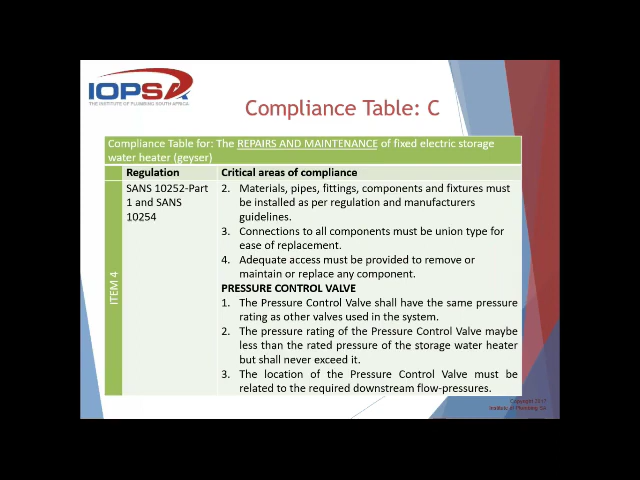 IOPSA
THE INSTITUTE OF PLUMBING SOUTH AFRICA
Compliance Table: C
Compliance Table for: The REPAIRS AND MAINTENANCE of fixed electric storage
water heater (geyser)
Regulation
Critical areas of compliance
ITEM 4
SANS 10252-Part
1 and SANS
10254
2. Materials, pipes, fittings, components and fixtures must
be installed as per regulation and manufacturers
guidelines.
3. Connections to all components must be union type for
ease of replacement.
4. Adequate access must be provided to remove or
maintain or replace any component.
PRESSURE CONTROL VALVE
1. The Pressure Control Valve shall have the same pressure
rating as other valves used in the system.
2. The pressure rating of the Pressure Control Valve maybe
less than the rated pressure of the storage water heater
but shall never exceed it.
3. The location of the Pressure Control Valve must be
related to the required downstream flow-pressures.
Copyright 2017
Institute of Plumbing SA